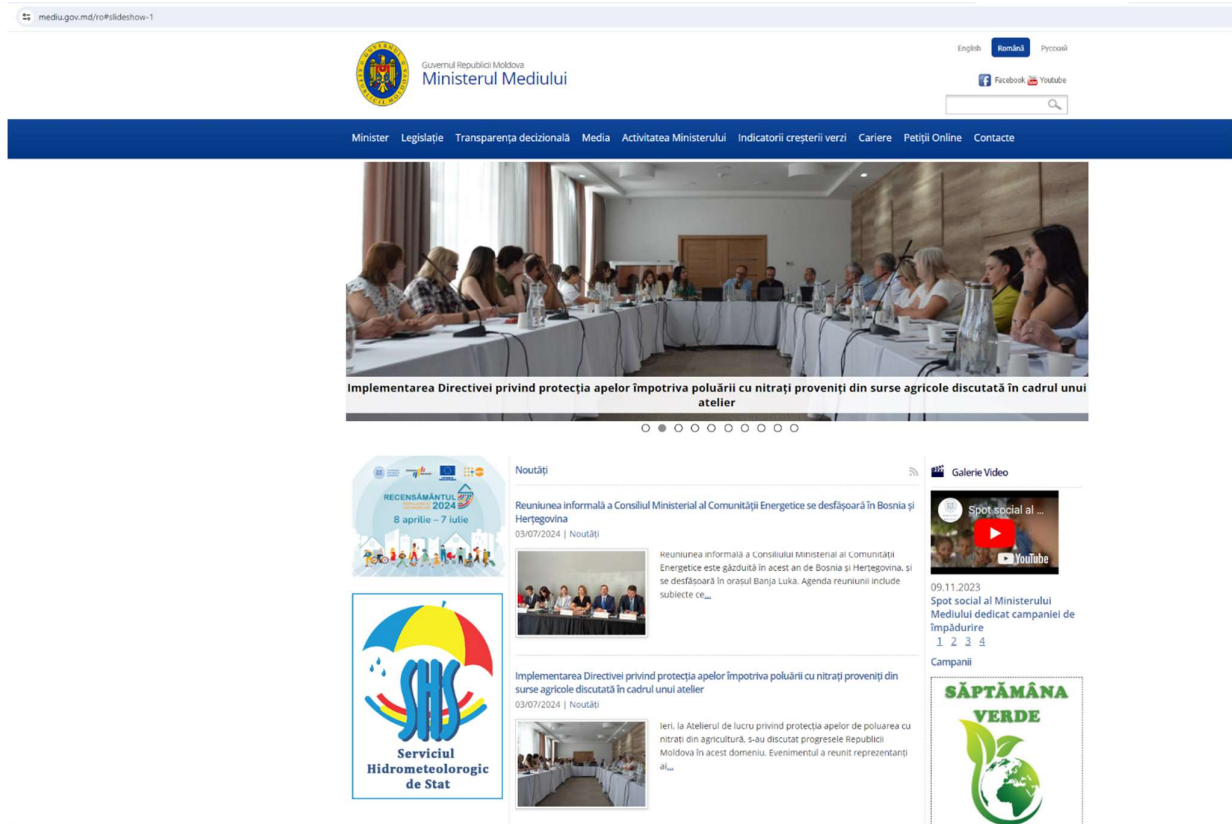 mediu.gov.md/ro#slideshow-1
English Română Русский
Guvernul Republicii Moldova
Ministerul Mediului
Facebook Youtube
Minister Legislație Transparența decizională Media Activitatea Ministerului Indicatorii creșterii verzi Cariere Petiții Online Contacte
Implementarea Directivei privind protecția apelor împotriva poluării cu nitrați proveniți din surse agricole discutată în cadrul unui
atelier
RECENSĂMÂNTUL
2024
8 aprilie – 7 iulie
Serviciul
Hidrometeolorogic
de Stat
Noutăți
Reuniunea informală a Consiliul Ministerial al Comunității Energetice se desfășoară în Bosnia și
Herțegovina
03/07/2024 | Noutăți
Reuniunea informală a Consiliului Ministerial al Comunității
Energetice este găzduită în acest an de Bosnia și Herțegovina, și
se desfășoară în orașul Banja Luka. Agenda reuniunii include
subiecte ce...
Implementarea Directivei privind protecția apelor împotriva poluării cu nitrați proveniți din
surse agricole discutată în cadrul unui atelier
03/07/2024 | Noutăți
Ieri, la Atelierul de lucru privind protecția apelor de poluarea cu
nitrați din agricultură, s-au discutat progresele Republicii
Moldova în acest domeniu. Evenimentul a reunit reprezentanți
ai...
Galerie Video
Spot social al ...
YouTube
09.11.2023
Spot social al Ministerului
Mediului dedicat campaniei de
împădurire
1 2 3 4
Campanii
SĂPTĂMÂNA
VERDE